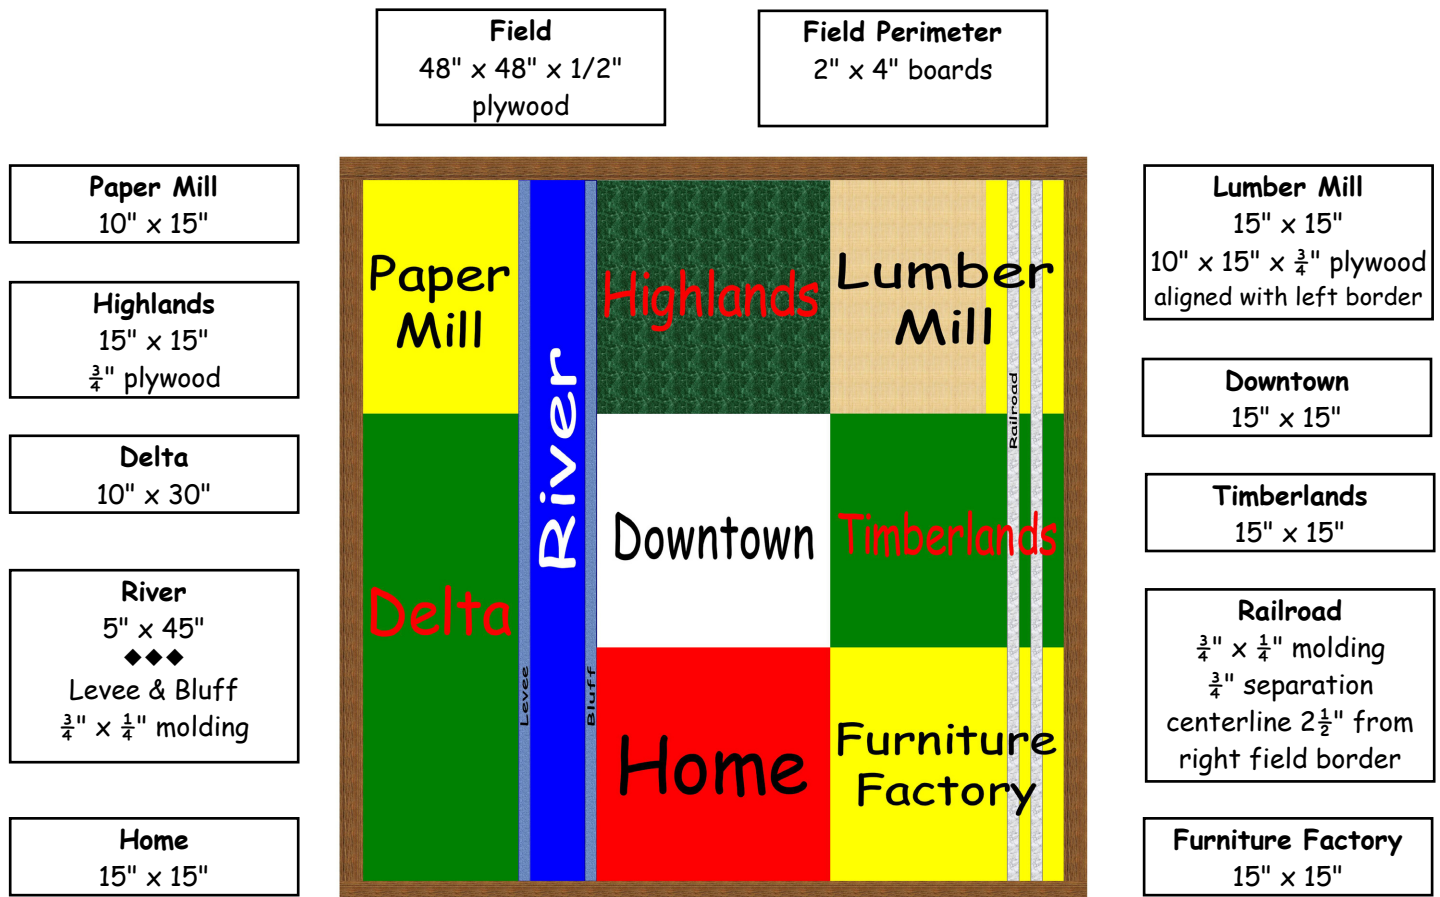 Field
48" x 48" x 1/2"
plywood
Field Perimeter
2" x 4" boards
Paper Mill
10" x 15"
Highlands
15" x 15"
¾" plywood
Delta
10" x 30"
River
5" x 45"
◆◆◆
Levee & Bluff
¾" x ¼" molding
Home
15" x 15"
Paper
Mill
River
Highlands
Lumber
Mill
Railroad
Delta
Downtown
Timberlands
Levee
Bluff
Home
Furniture
Factory
Lumber Mill
15" x 15"
10" x 15" x ¾" plywood
aligned with left border
Downtown
15" x 15"
Timberlands
15" x 15"
Railroad
¾" x ¼" molding
¾" separation
centerline 2½" from
right field border
Furniture Factory
15" x 15"